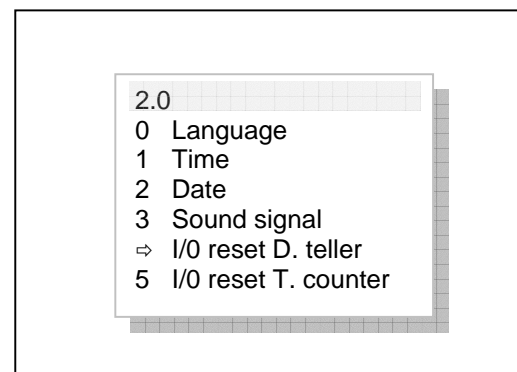 2.0
0 Language
1 Time
2 Date
3 Sound signal
⇨ I/0 reset D. teller
5 I/0 reset T. counter